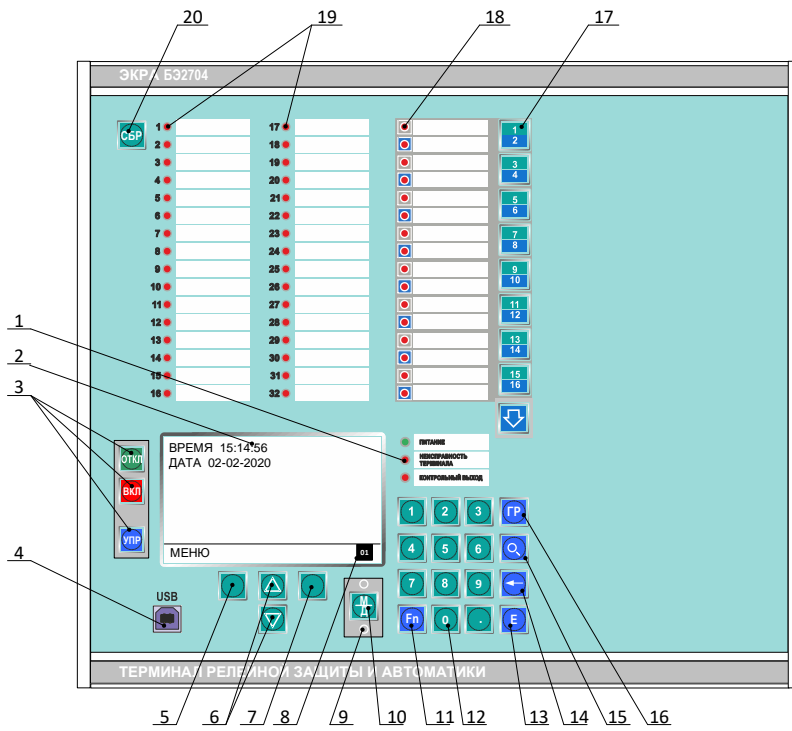 20 19 18 17
ЭКРА БЭ2704
СБР
1 17 1
2 18 2
3 19 3
4 20 4
5 21 5
6 22 6
7 23 7
8 24 8
9 25 9
10 26 10
11 27 11
12 28 12
13 29 13
14 30 14
15 31 15
16 32 16
1
2
3
ОТКЛ
ВКЛ
УПР
ВРЕМЯ 15:14:56
ДАТА 02-02-2020
МЕНЮ 01
ПИТАНИЕ
НЕИСПРАВНОСТЬ
ТЕРМИНАЛА
КОНТРОЛЬНЫЙ ВЫХОД
1 2 3 ГР
4 5 6
7 8 9
Fn 0 . E
4
USB
М
Д
ТЕРМИНАЛ РЕЛЕЙНОЙ ЗАЩИТЫ И АВТОМАТИКИ
5 6 7 8 9 10 11 12 13 14 15 16